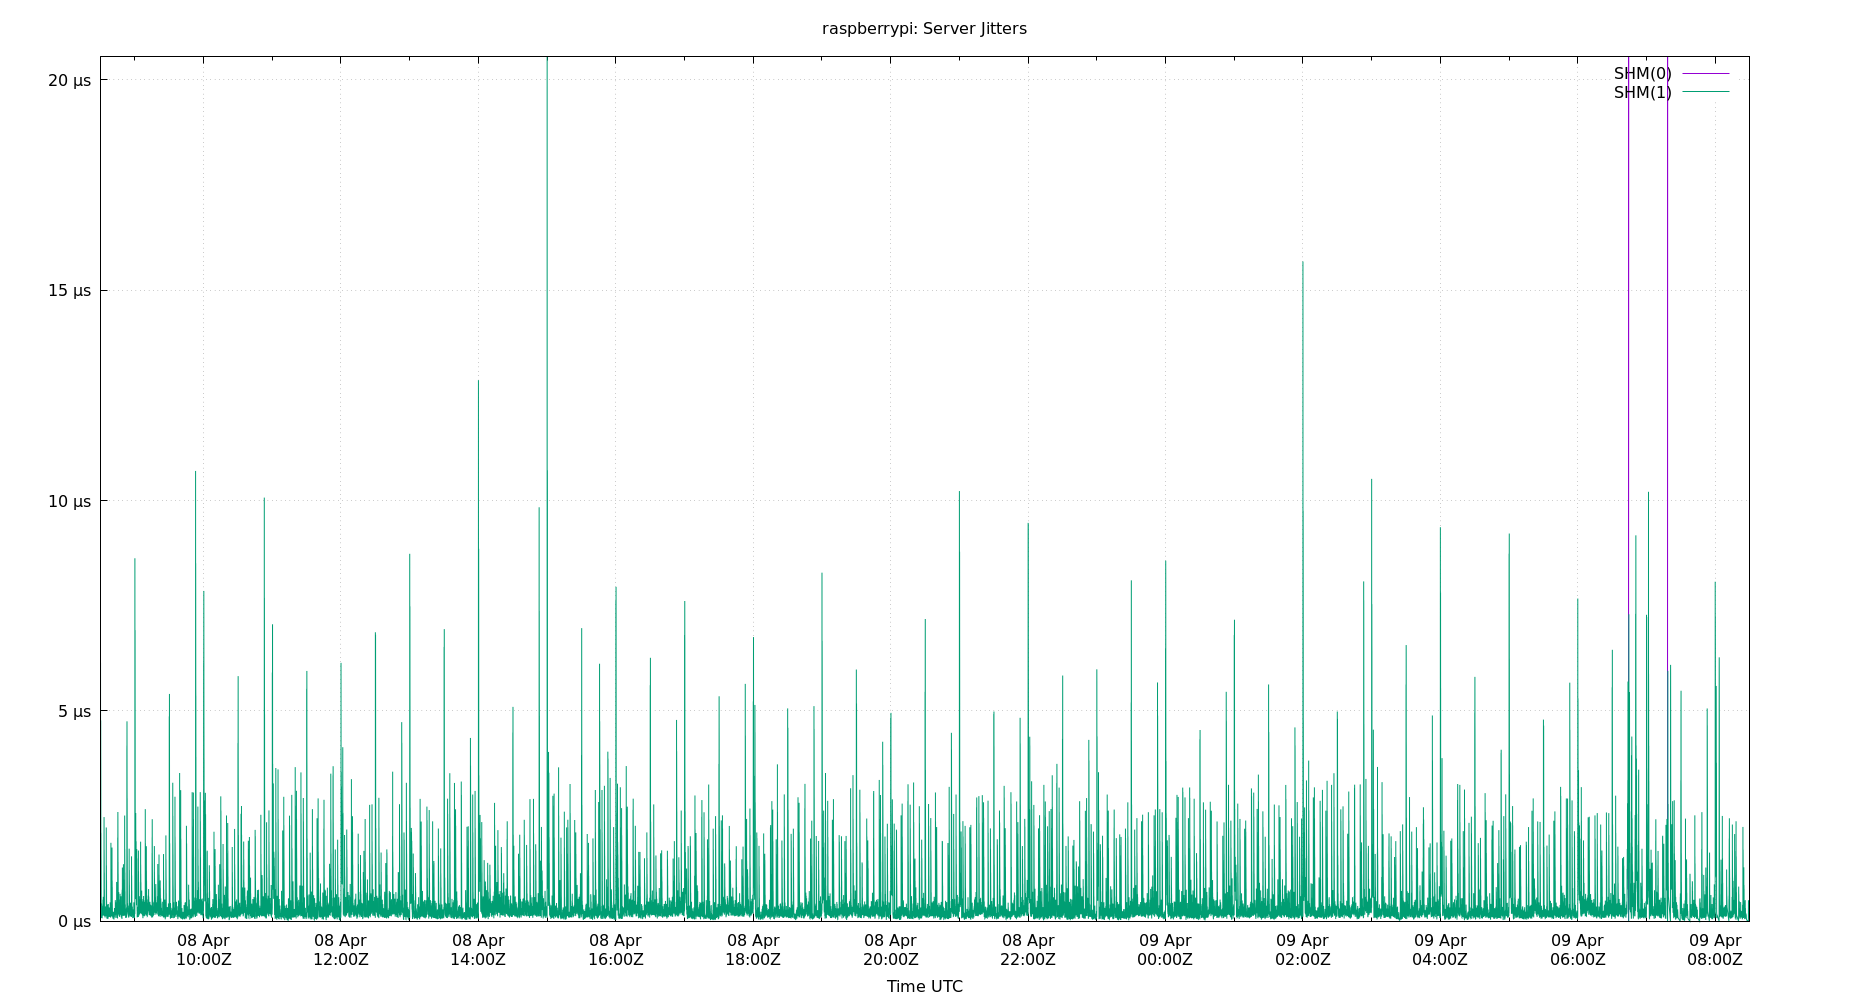 raspberrypi: Server Jitters
20 µs
15 µs
10 µs
5 µs
0 µs
SHM(0)
SHM(1)
08 Apr
10:00Z
08 Apr
12:00Z
08 Apr
14:00Z
08 Apr
16:00Z
08 Apr
18:00Z
08 Apr
20:00Z
08 Apr
22:00Z
09 Apr
00:00Z
09 Apr
02:00Z
09 Apr
04:00Z
09 Apr
06:00Z
09 Apr
08:00Z
Time UTC